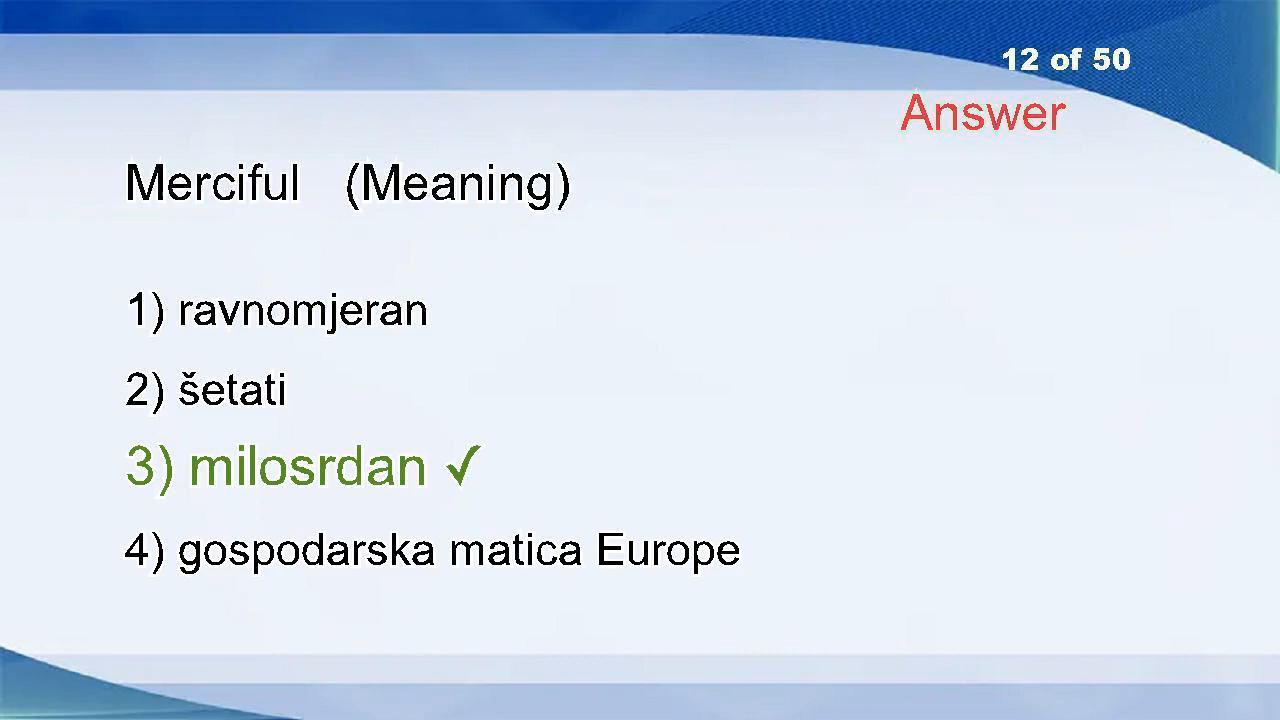 12 of 50
Answer
Merciful (Meaning)
1) ravnomjeran
2) šetati
3) milosrdan ✓
4) gospodarska matica Europe